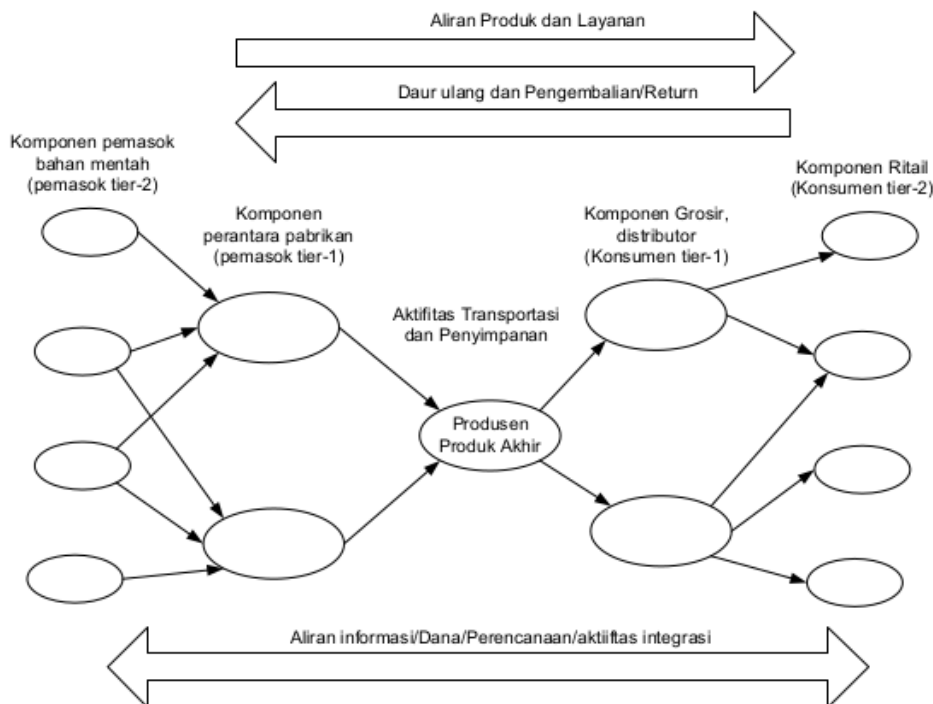 Aliran Produk dan Layanan
Daur ulang dan Pengembalian/Return
Komponen pemasok
bahan mentah
(pemasok tier-2)
Komponen
perantara pabrikan
(pemasok tier-1)
Aktifitas Transportasi
dan Penyimpanan
Produsen
Produk Akhir
Komponen Grosir,
distributor
(Konsumen tier-1)
Komponen Ritail
(Konsumen tier-2)
Aliran informasi/Dana/Perencanaan/aktiiftas integrasi